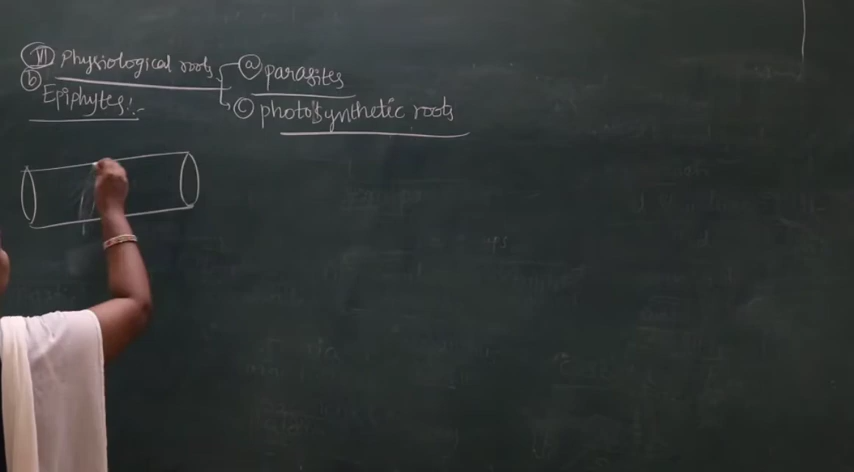 VI Physiological roots
a parasites
b Epiphytes:-
c photosynthetic roots